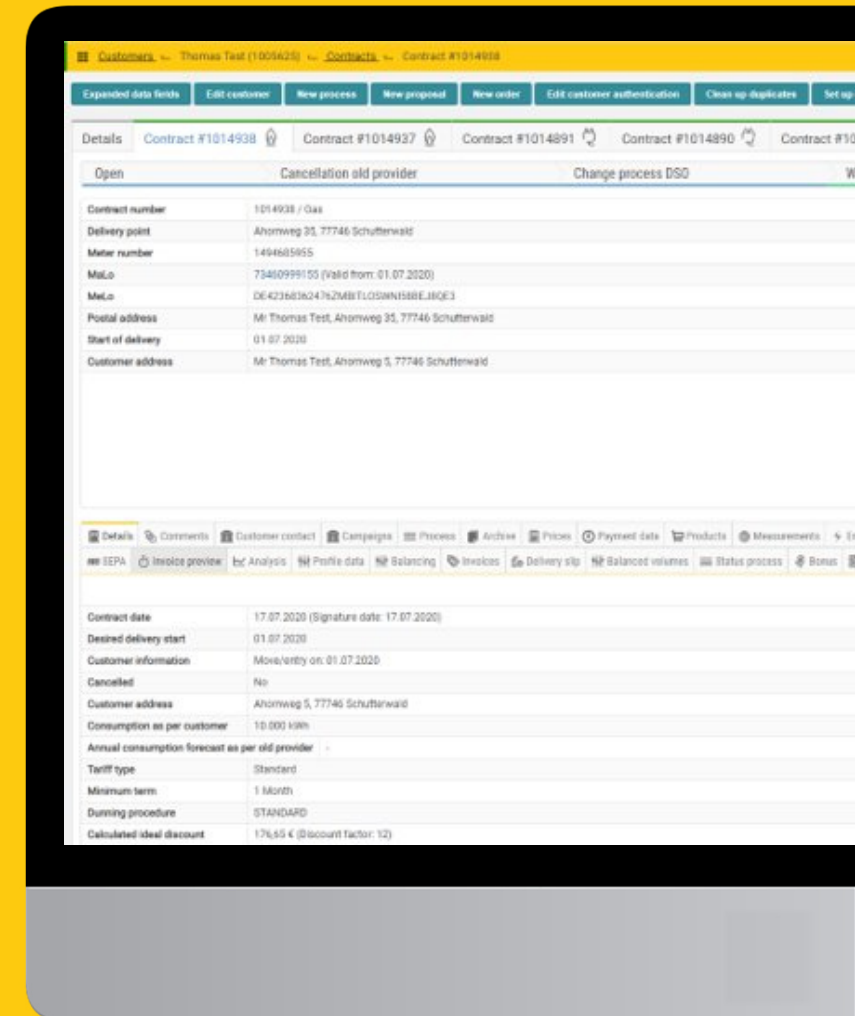 Customers Thomas Test (1005625) Contracts Contract #1014938
Expanded data fields Edit customer New process New proposal New order Edit customer authentication Clean up duplicates Set up
Details Contract #1014938 Contract #1014937 Contract #1014891 Contract #1014890 Contract #10
Open Cancellation old provider Change process DSO W
Contract number 1014938 / Gas
Delivery point Ahornweg 35, 77746 Schutterwald
Meter number 1494685955
MaLo 73460999155 (Valid from: 01.07.2020)
MeLo
Postal address Mr Thomas Test, Ahornweg 35, 77746 Schutterwald
Start of delivery 01.07.2020
Customer address Mr Thomas Test, Ahornweg 5, 77746 Schutterwald
Details Comments Customer contact Campaigns Process Archive Prices Payment data Products Measurements
SEPA Invoice preview Analysis Profile data Balancing Invoices Delivery slip Balanced volumes Status process Bonus
Contract date 17.07.2020 (Signature date: 17.07.2020)
Desired delivery start 01.07.2020
Customer information Move/entry on: 01.07.2020
Cancelled No
Customer address Ahornweg 5, 77746 Schutterwald
Consumption as per customer 10.000 kWh
Annual consumption forecast as per old provider -
Tariff type Standard
Minimum term 1 Month
Dunning procedure STANDARD
Calculated ideal discount 176,65 € (Discount factor: 12)